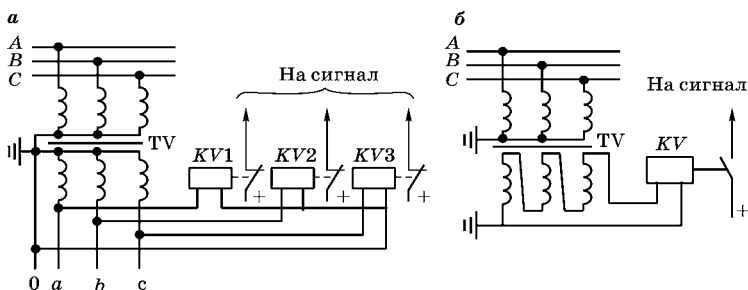 а
A
B
C
TV
На сигнал
KV1 KV2 KV3
+ + +
0 a b c
б
A
B
C
TV
На сигнал
KV
+